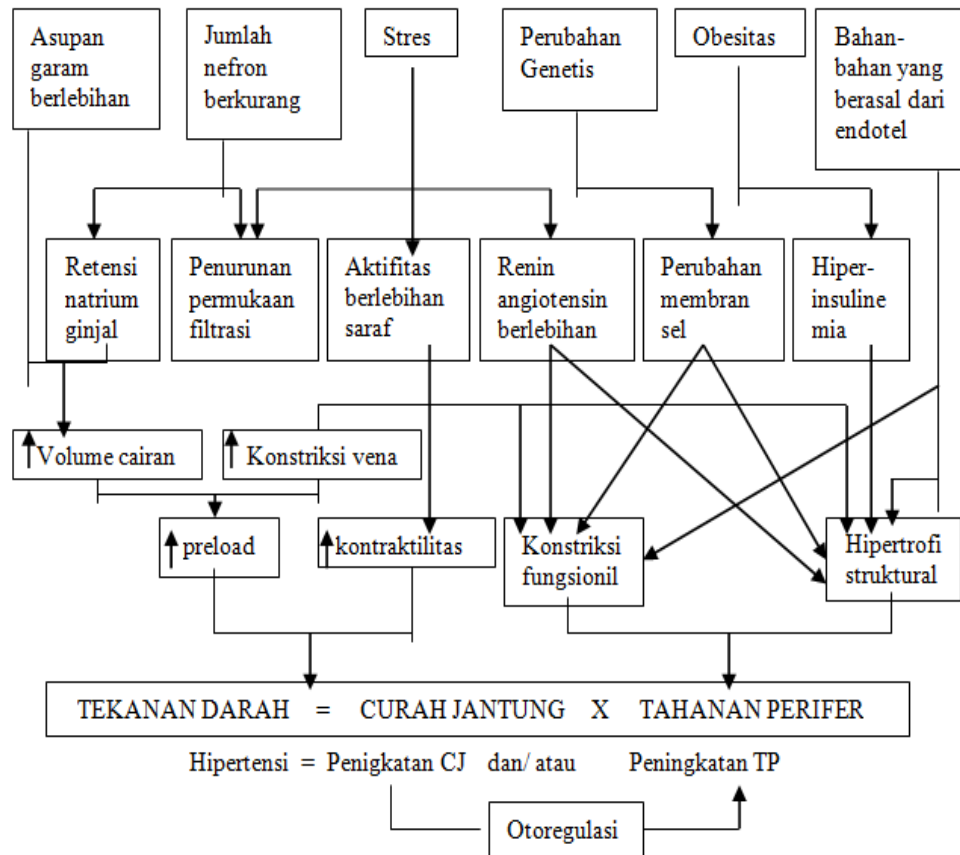 Asupan
garam
berlebihan
Jumlah
nefron
berkurang
Stres
Perubahan
Genetis
Obesitas
Bahan-
bahan yang
berasal dari
endotel
Retensi
natrium
ginjal
Penurunan
permukaan
filtrasi
Aktifitas
berlebihan
saraf
Renin
angiotensin
berlebihan
Perubahan
membran
sel
Hiper-
insuline
mia
Volume cairan
Konstriksi vena
preload
kontraktilitas
Konstriksi
fungsionil
Hipertrofi
struktural
TEKANAN DARAH = CURAH JANTUNG X TAHANAN PERIFER
Hipertensi = Penigkatan CJ dan/ atau Peningkatan TP
Otoregulasi